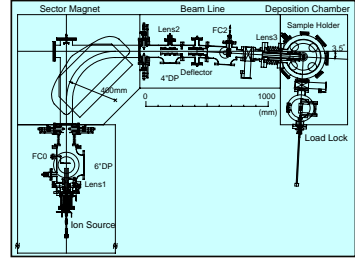 Sector Magnet
Beam Line
Deposition Chamber
Lens2
FC2
Sample Holder
Lens3
3.5°
Deflector
4"DP
400mm
0
1000
(mm)
Load Lock
FC0
6"DP
Lens1
Ion Source